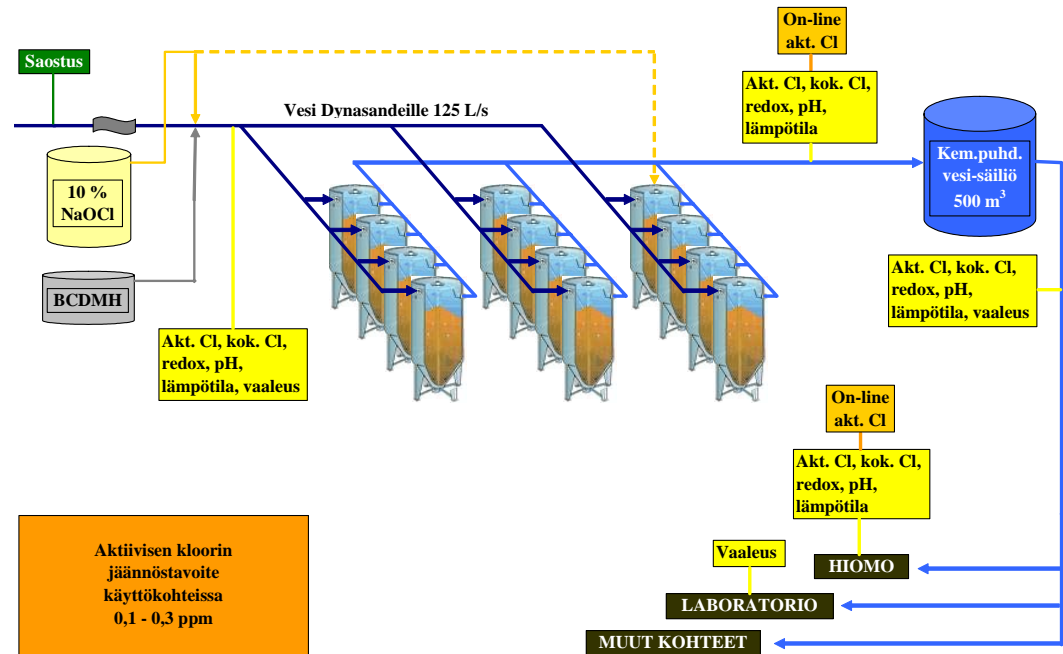 On-line
akt. Cl
Saostus
Akt. Cl, kok. Cl,
redox, pH,
lämpötila
Vesi Dynasandeille 125 L/s
Kem.puhd.
vesi-säiliö
500 m³
10 %
NaOCl
BCDMH
Akt. Cl, kok. Cl,
redox, pH,
lämpötila, vaaleus
Akt. Cl, kok. Cl,
redox, pH,
lämpötila, vaaleus
On-line
akt. Cl
Akt. Cl, kok. Cl,
redox, pH,
lämpötila
Aktiivisen kloorin
jäännöstavoite
käyttökohteissa
0,1 - 0,3 ppm
Vaaleus
HIOMO
LABORATORIO
MUUT KOHTEET